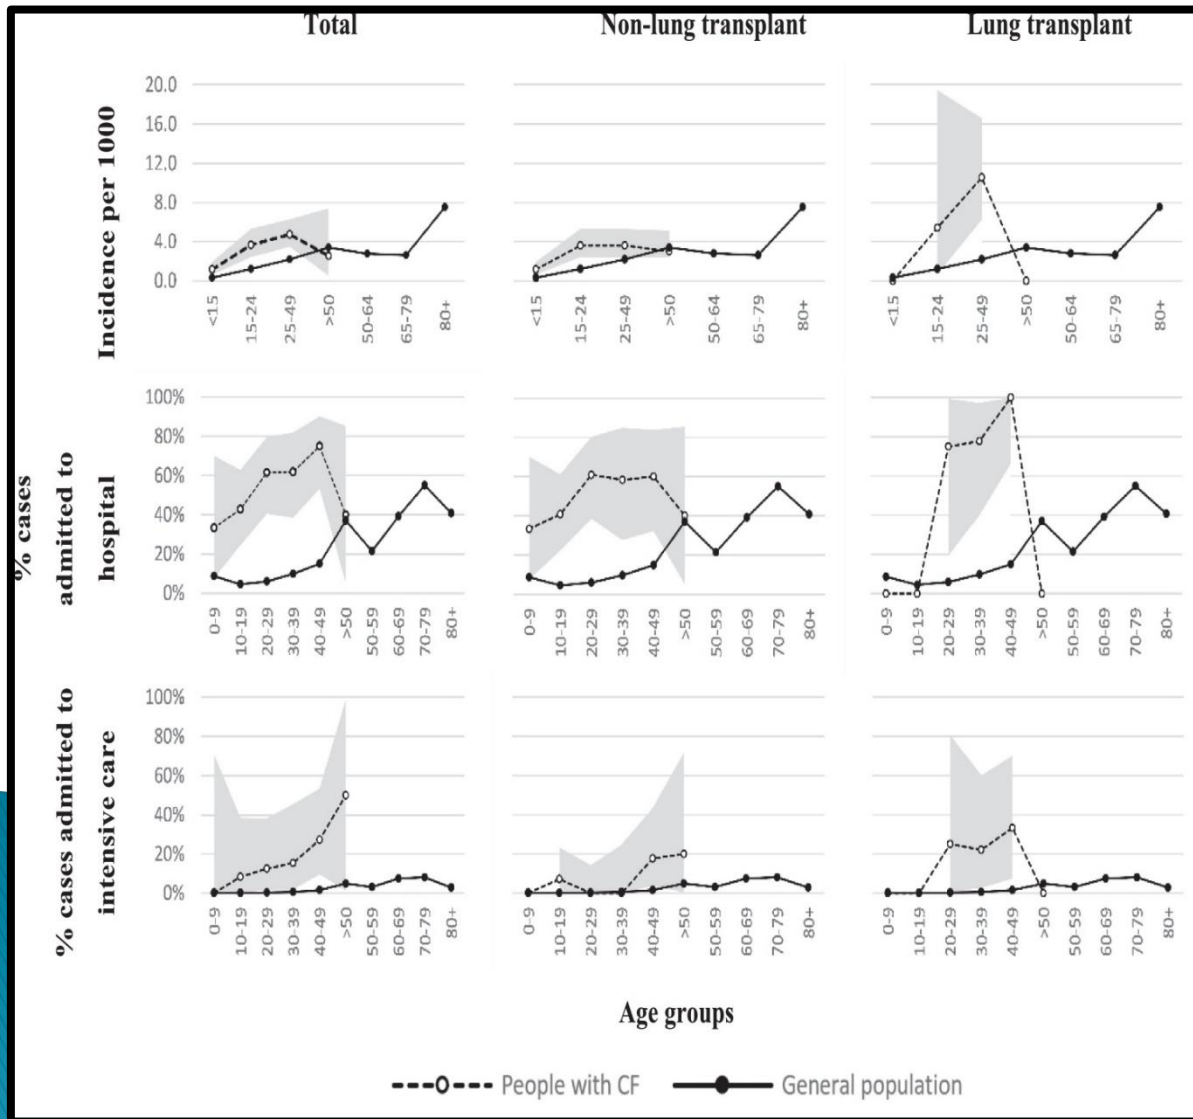 Total Non-lung transplant Lung transplant
Incidence per 1000
20.0
16.0
12.0
8.0
4.0
0.0
<15 15-24 25-49 >50 50-64 65-79 80+
<15 15-24 25-49 >50 50-64 65-79 80+
<15 15-24 25-49 >50 50-64 65-79 80+
% cases
admitted to
hospital
100%
80%
60%
40%
20%
0%
0-9 10-19 20-29 30-39 40-49 >50 50-59 60-69 70-79 80+
0-9 10-19 20-29 30-39 40-49 >50 50-59 60-69 70-79 80+
0-9 10-19 20-29 30-39 40-49 >50 50-59 60-69 70-79 80+
% cases admitted to
intensive care
100%
80%
60%
40%
20%
0%
0-9 10-19 20-29 30-39 40-49 >50 50-59 60-69 70-79 80+
0-9 10-19 20-29 30-39 40-49 >50 50-59 60-69 70-79 80+
0-9 10-19 20-29 30-39 40-49 >50 50-59 60-69 70-79 80+
Age groups
People with CF General population